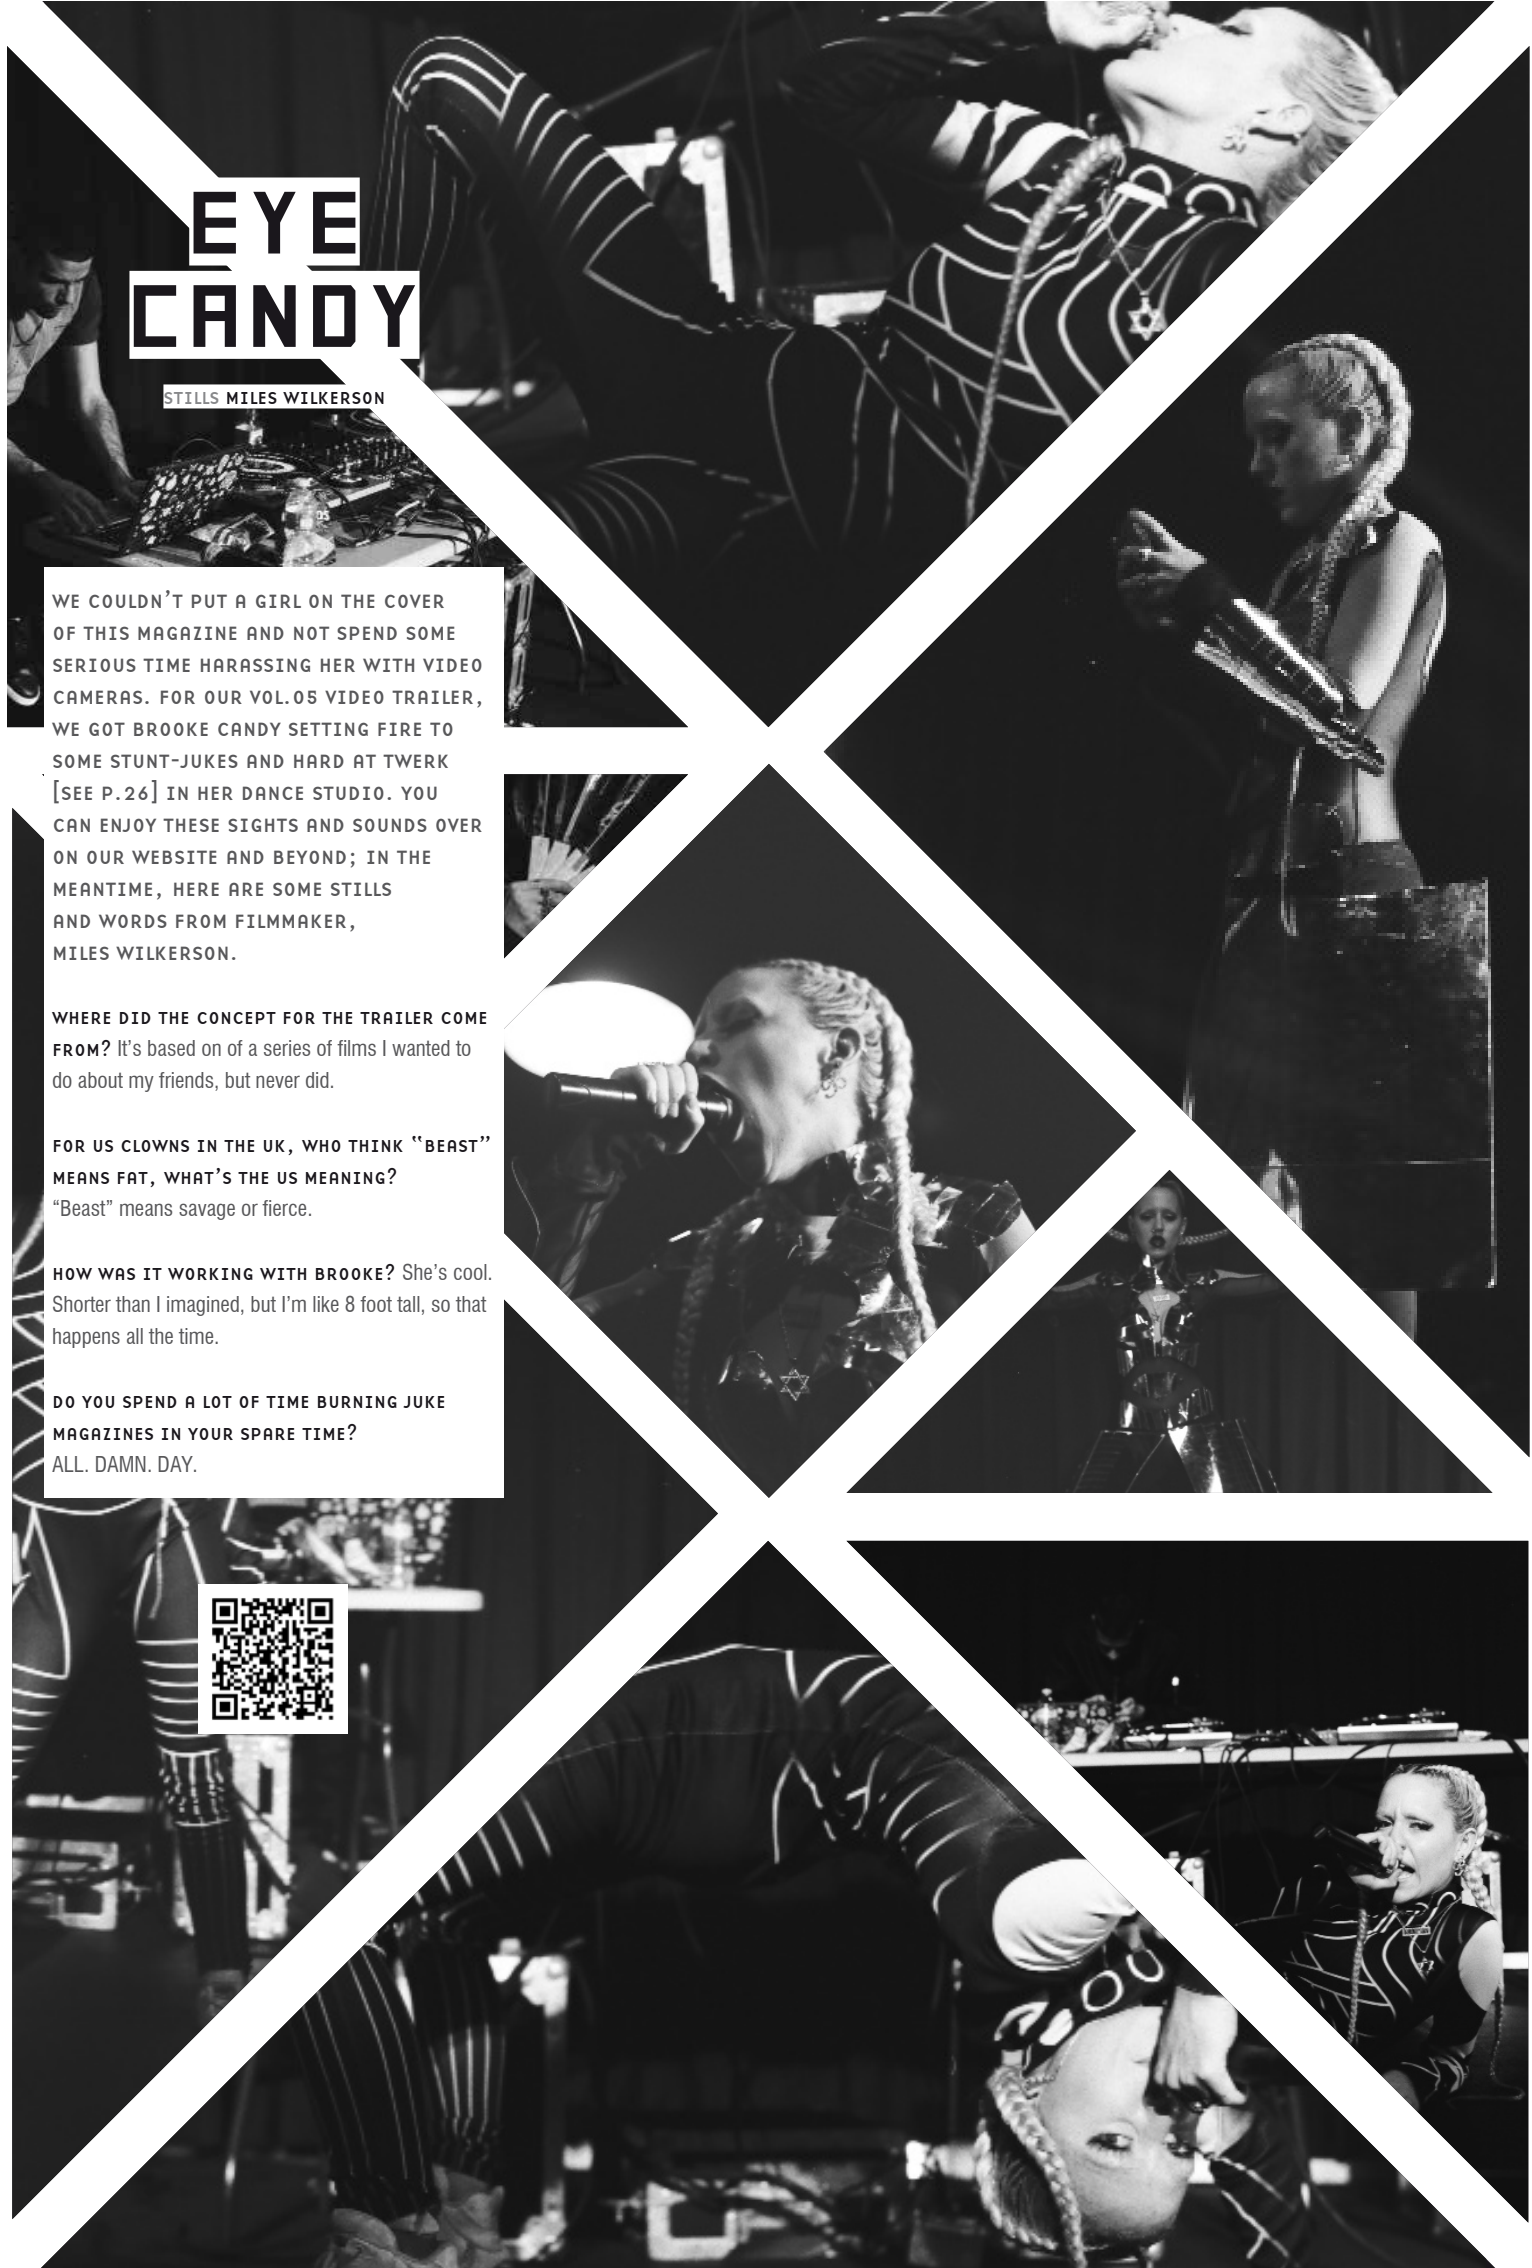 EYE
CANDY
STILLS MILES WILKERSON
WE COULDN'T PUT A GIRL ON THE COVER
OF THIS MAGAZINE AND NOT SPEND SOME
SERIOUS TIME HARASSING HER WITH VIDEO
CAMERAS. FOR OUR VOL.05 VIDEO TRAILER,
WE GOT BROOKE CANDY SETTING FIRE TO
SOME STUNT-JUKES AND HARD AT TWERK
[SEE P.26] IN HER DANCE STUDIO. YOU
CAN ENJOY THESE SIGHTS AND SOUNDS OVER
ON OUR WEBSITE AND BEYOND; IN THE
MEANTIME, HERE ARE SOME STILLS
AND WORDS FROM FILMMAKER,
MILES WILKERSON.
WHERE DID THE CONCEPT FOR THE TRAILER COME
FROM? It's based on of a series of films I wanted to
do about my friends, but never did.
FOR US CLOWNS IN THE UK, WHO THINK “BEAST”
MEANS FAT, WHAT'S THE US MEANING?
“Beast” means savage or fierce.
HOW WAS IT WORKING WITH BROOKE? She's cool.
Shorter than I imagined, but I'm like 8 foot tall, so that
happens all the time.
DO YOU SPEND A LOT OF TIME BURNING JUKE
MAGAZINES IN YOUR SPARE TIME?
ALL. DAMN. DAY.